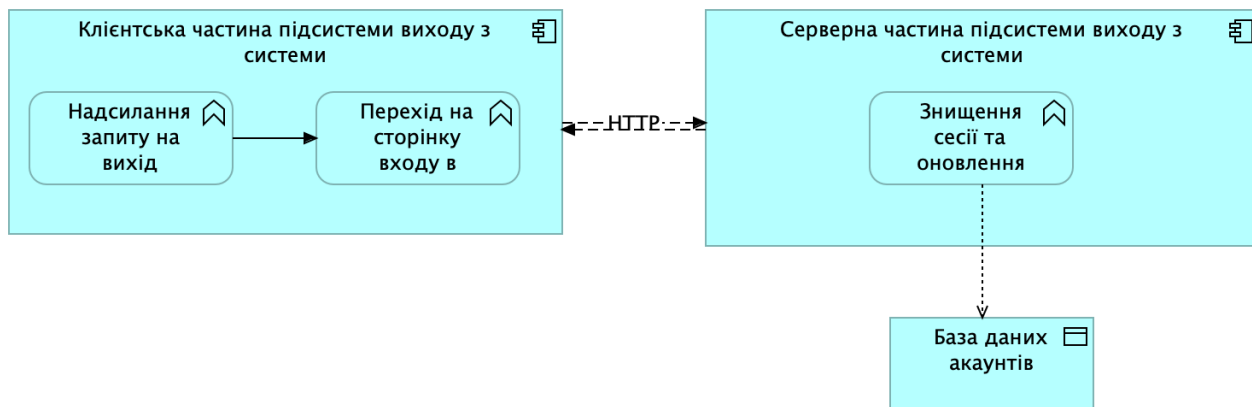 Клієнтська частина підсистеми виходу з
системи
Надсилання
запиту на
вихід
Перехід на
сторінку
входу в
HTTP
Серверна частина підсистеми виходу з
системи
Знищення
сесії та
оновлення
База даних
акаунтів